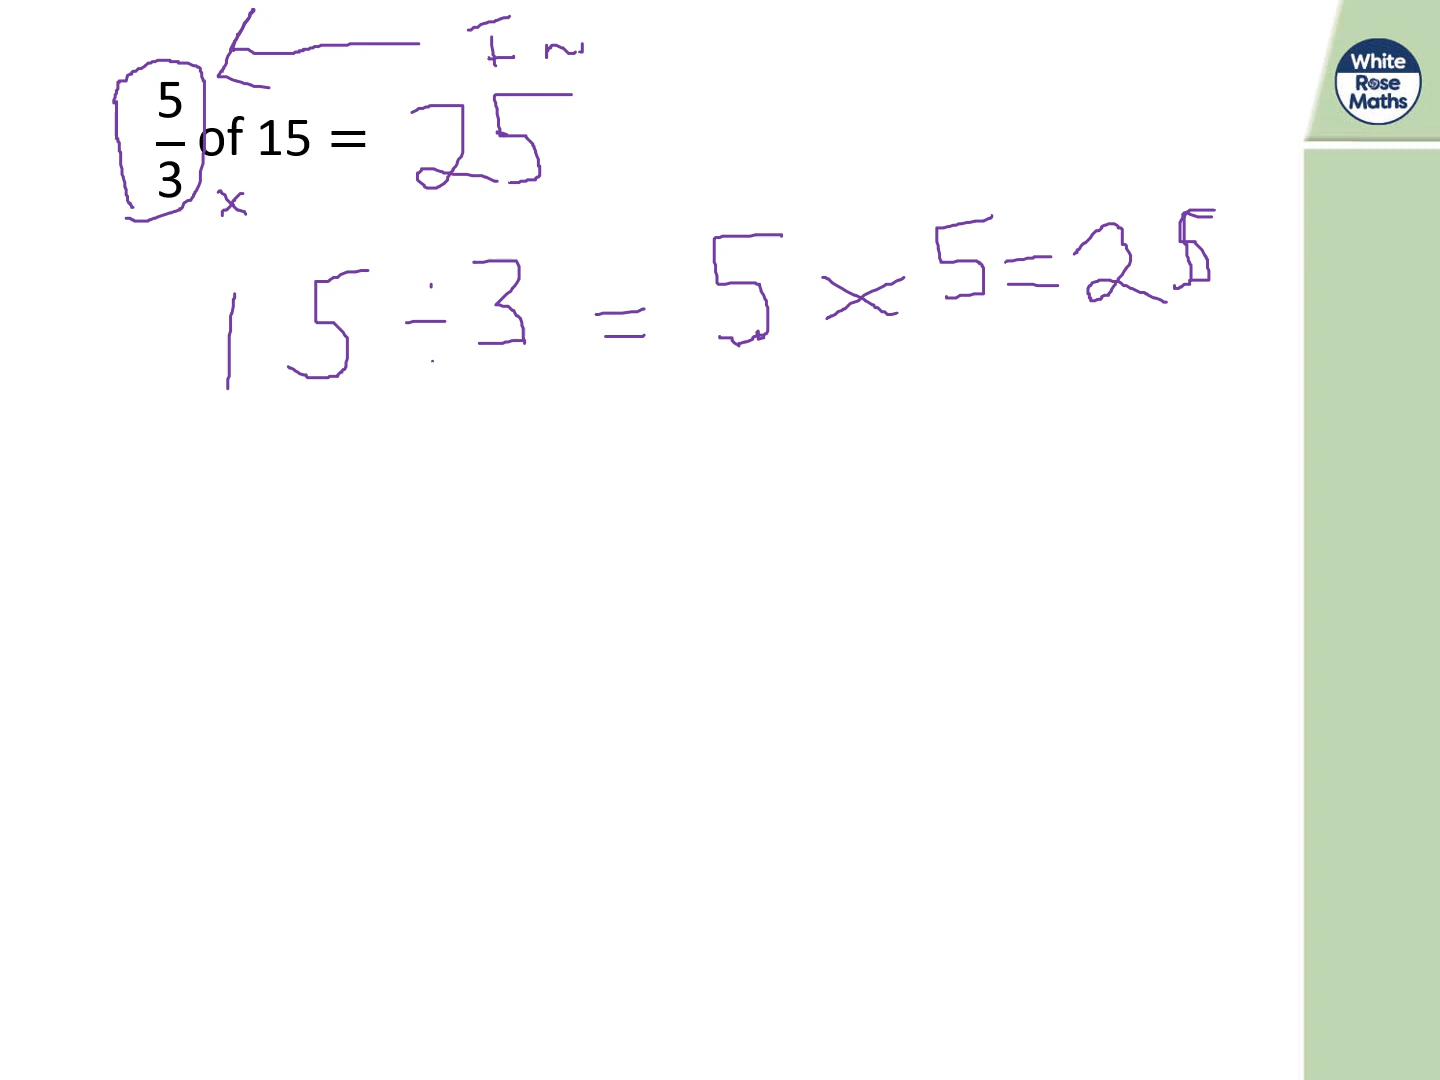 I n
5/3 of 15 = 25
x
15 ÷ 3 = 5 x 5 = 25
White
Rose
Maths